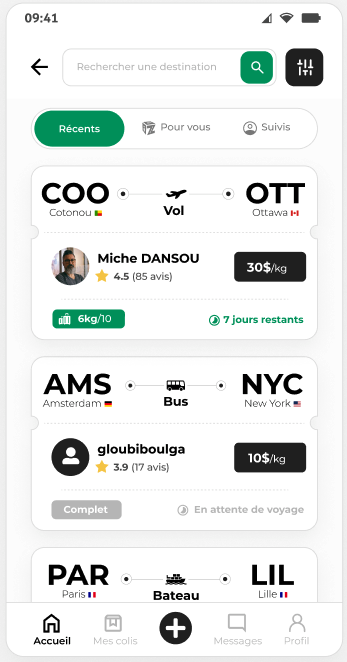 09:41
Rechercher une destination
Récents
Pour vous
Suivis
COO OTT
Cotonou Vol Ottawa
Miche DANSOU
4.5 (85 avis)
30$/kg
6kg/10
7 jours restants
AMS NYC
Amsterdam Bus New York
gloubiboulga
3.9 (17 avis)
10$/kg
Complet
En attente de voyage
PAR LIL
Paris Bateau Lille
Accueil Mes colis Messages Profil